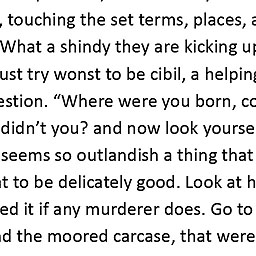 , touching the set terms, places,
What a shindy they are kicking up
ust try wonst to be cibil, a helping
estion. “Where were you born, co
didn’t you? and now look yourse
seems so outlandish a thing that
t to be delicately good. Look at h
ed it if any murderer does. Go to
d the moored carcase, that were